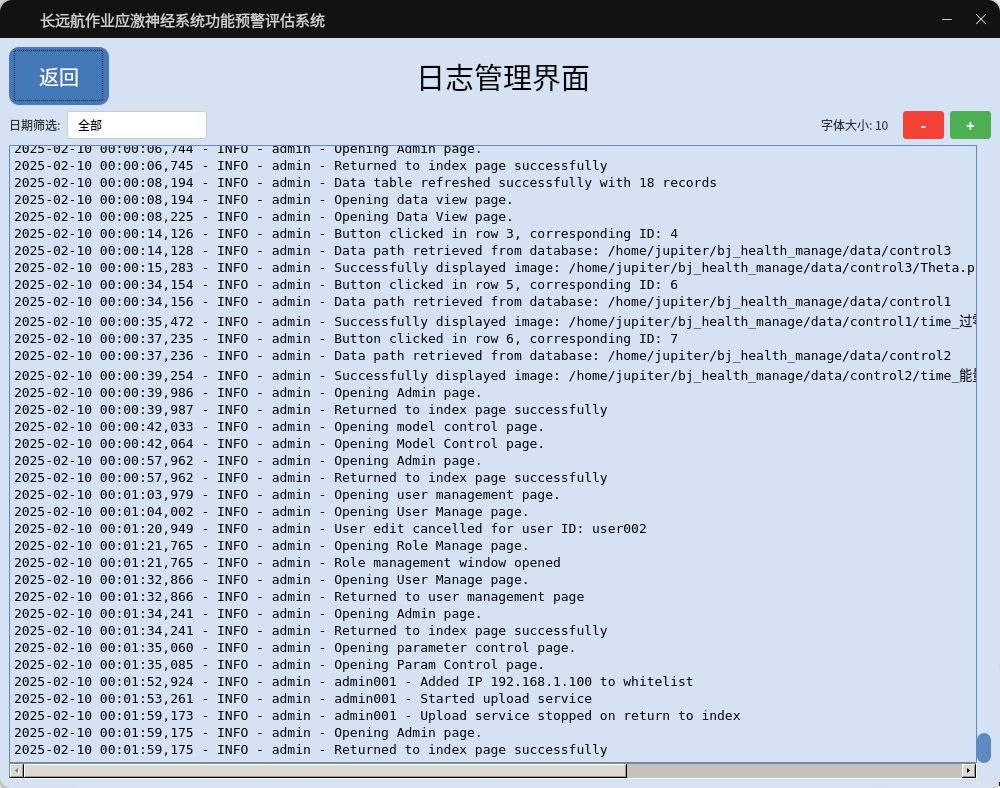 长远航作业应激神经系统功能预警评估系统
返回
日志管理界面
日期筛选: 全部 字体大小: 10 - +
2025-02-10 00:00:06,744 - INFO - admin - Opening Admin page.
2025-02-10 00:00:06,745 - INFO - admin - Returned to index page successfully
2025-02-10 00:00:08,194 - INFO - admin - Data table refreshed successfully with 18 records
2025-02-10 00:00:08,194 - INFO - admin - Opening data view page.
2025-02-10 00:00:08,225 - INFO - admin - Opening Data View page.
2025-02-10 00:00:14,126 - INFO - admin - Button clicked in row 3, corresponding ID: 4
2025-02-10 00:00:14,128 - INFO - admin - Data path retrieved from database: /home/jupiter/bj_health_manage/data/control3
2025-02-10 00:00:15,283 - INFO - admin - Successfully displayed image: /home/jupiter/bj_health_manage/data/control3/Theta.p
2025-02-10 00:00:34,154 - INFO - admin - Button clicked in row 5, corresponding ID: 6
2025-02-10 00:00:34,156 - INFO - admin - Data path retrieved from database: /home/jupiter/bj_health_manage/data/control1
2025-02-10 00:00:35,472 - INFO - admin - Successfully displayed image: /home/jupiter/bj_health_manage/data/control1/time_过
2025-02-10 00:00:37,235 - INFO - admin - Button clicked in row 6, corresponding ID: 7
2025-02-10 00:00:37,236 - INFO - admin - Data path retrieved from database: /home/jupiter/bj_health_manage/data/control2
2025-02-10 00:00:39,254 - INFO - admin - Successfully displayed image: /home/jupiter/bj_health_manage/data/control2/time_能
2025-02-10 00:00:39,986 - INFO - admin - Opening Admin page.
2025-02-10 00:00:39,987 - INFO - admin - Returned to index page successfully
2025-02-10 00:00:42,033 - INFO - admin - Opening model control page.
2025-02-10 00:00:42,064 - INFO - admin - Opening Model Control page.
2025-02-10 00:00:57,962 - INFO - admin - Opening Admin page.
2025-02-10 00:00:57,962 - INFO - admin - Returned to index page successfully
2025-02-10 00:01:03,979 - INFO - admin - Opening user management page.
2025-02-10 00:01:04,002 - INFO - admin - Opening User Manage page.
2025-02-10 00:01:20,949 - INFO - admin - User edit cancelled for user ID: user002
2025-02-10 00:01:21,765 - INFO - admin - Opening Role Manage page.
2025-02-10 00:01:21,765 - INFO - admin - Role management window opened
2025-02-10 00:01:32,866 - INFO - admin - Opening User Manage page.
2025-02-10 00:01:32,866 - INFO - admin - Returned to user management page
2025-02-10 00:01:34,241 - INFO - admin - Opening Admin page.
2025-02-10 00:01:34,241 - INFO - admin - Returned to index page successfully
2025-02-10 00:01:35,060 - INFO - admin - Opening parameter control page.
2025-02-10 00:01:35,085 - INFO - admin - Opening Param Control page.
2025-02-10 00:01:52,924 - INFO - admin - admin001 - Added IP 192.168.1.100 to whitelist
2025-02-10 00:01:53,261 - INFO - admin - admin001 - Started upload service
2025-02-10 00:01:59,173 - INFO - admin - admin001 - Upload service stopped on return to index
2025-02-10 00:01:59,175 - INFO - admin - Opening Admin page.
2025-02-10 00:01:59,175 - INFO - admin - Returned to index page successfully